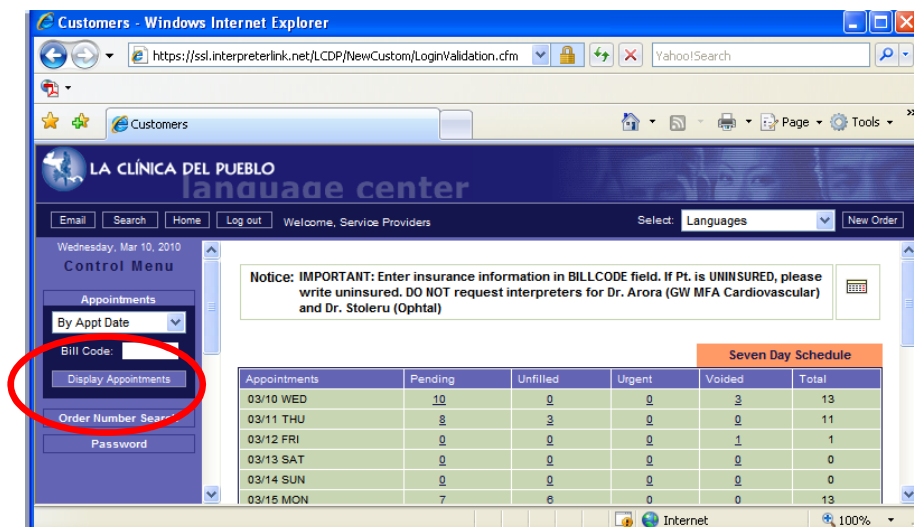 Customers - Windows Internet Explorer
https://ssl.interpreterlink.net/LCDP/NewCustom/LoginValidation.cfm Yahoo! Search
Customers Page Tools »
LA CLÍNICA DEL PUEBLO
language center
Email Search Home Log out Welcome, Service Providers Select: Languages New Order
Wednesday, Mar 10, 2010
Control Menu
Notice: IMPORTANT: Enter insurance information in BILLCODE field. If Pt. is UNINSURED, please
write uninsured. DO NOT request interpreters for Dr. Arora (GW MFA Cardiovascular)
and Dr. Stoleru (Ophtal)
Appointments
By Appt Date
Bill Code:
Display Appointments
Order Number Search
Password
Seven Day Schedule
Appointments Pending Unfilled Urgent Voided Total
03/10 WED 10 0 0 3 13
03/11 THU 8 3 0 0 11
03/12 FRI 0 0 0 1 1
03/13 SAT 0 0 0 0 0
03/14 SUN 0 0 0 0 0
03/15 MON 7 6 0 0 13
Internet 100%